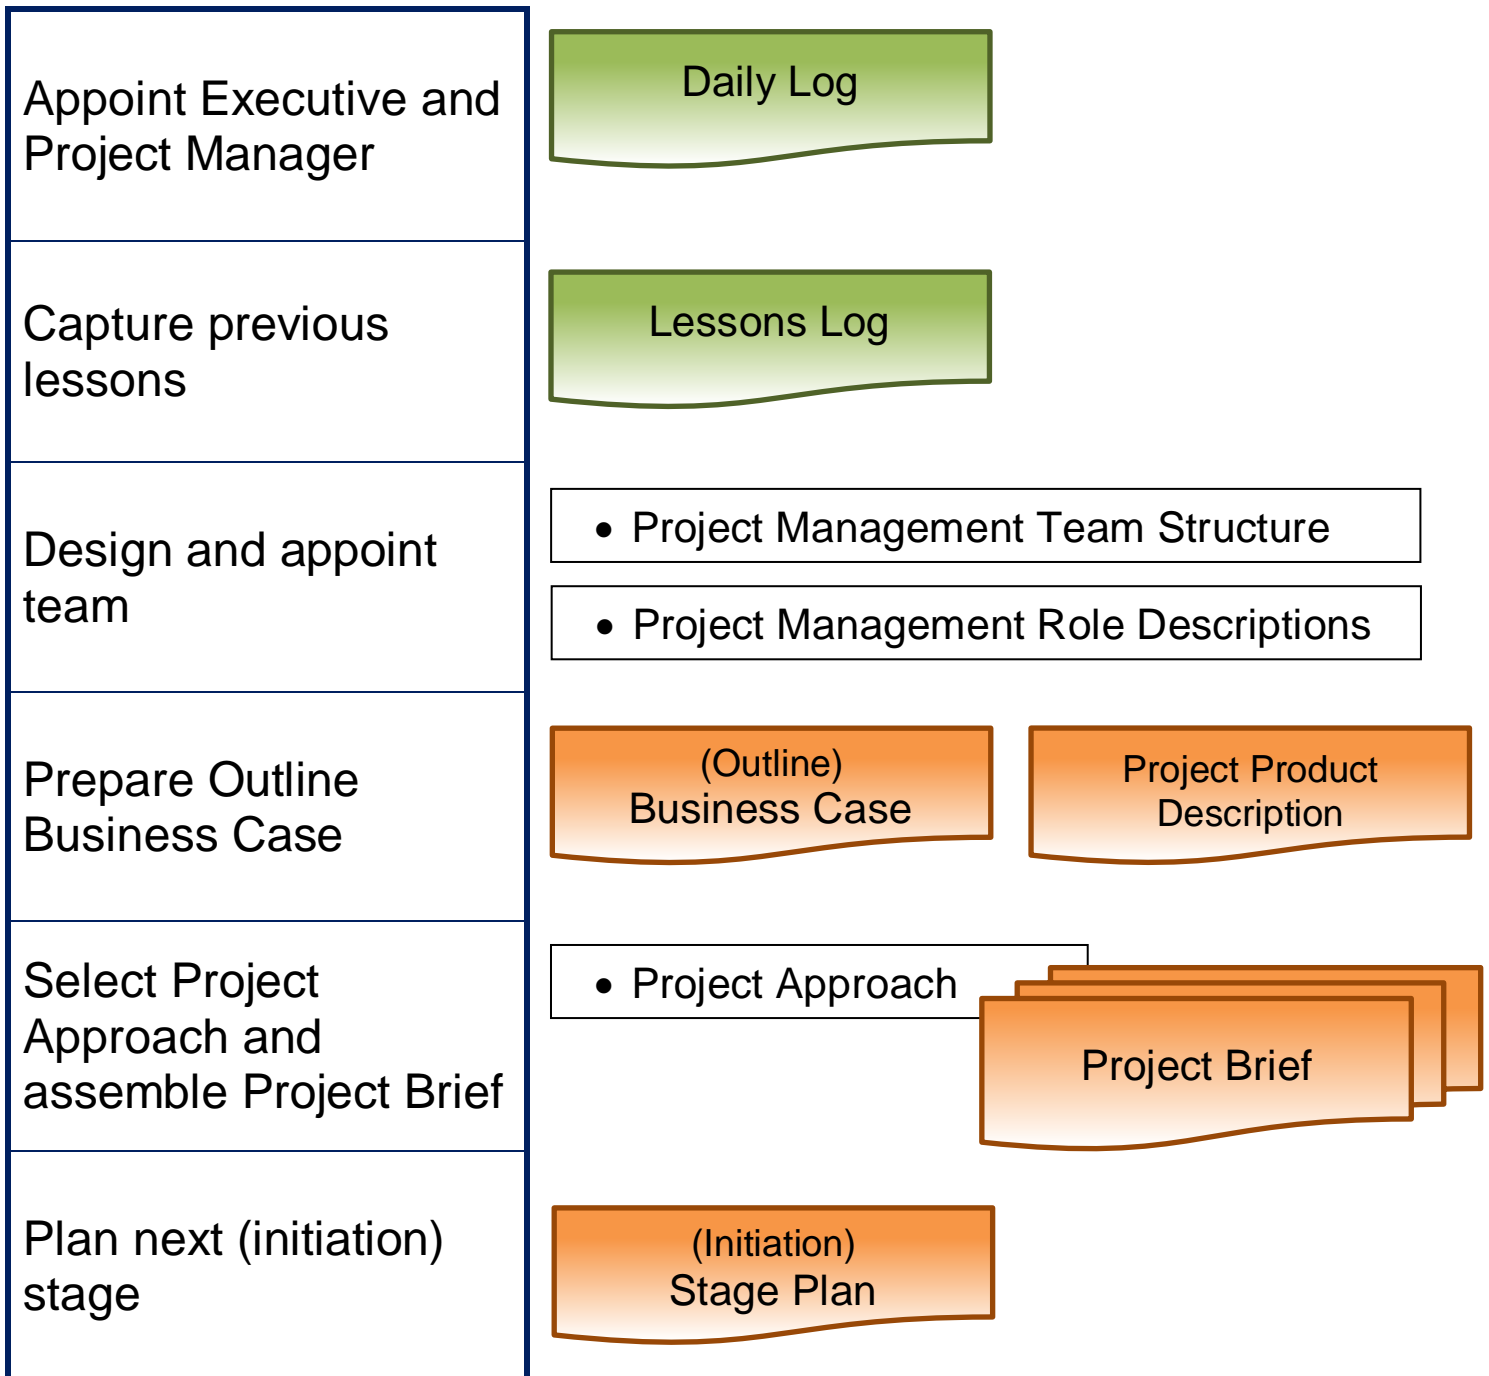 Appoint Executive and
Project Manager
Daily Log
Capture previous
lessons
Lessons Log
Design and appoint
team
• Project Management Team Structure
• Project Management Role Descriptions
Prepare Outline
Business Case
(Outline)
Business Case
Project Product
Description
Select Project
Approach and
assemble Project Brief
• Project Approach
Project Brief
Plan next (initiation)
stage
(Initiation)
Stage Plan